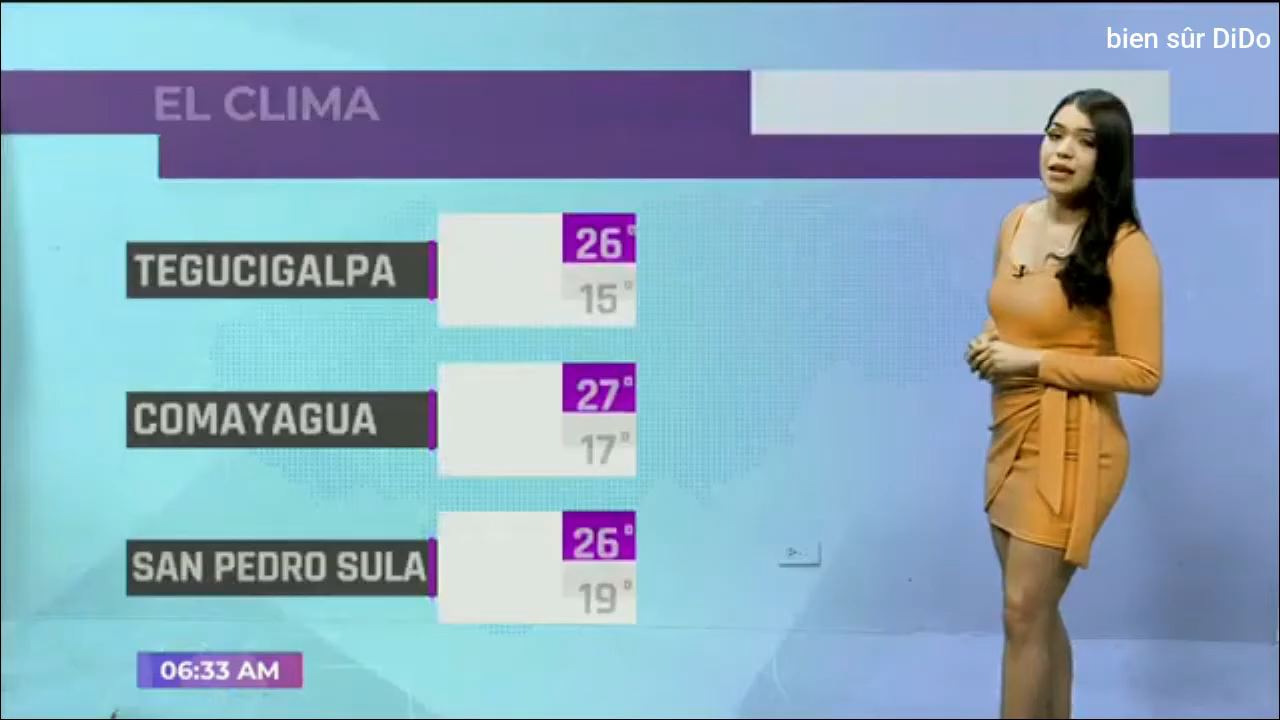 bien sûr DiDo
EL CLIMA
TEGUCIGALPA
26°
15°
COMAYAGUA
27°
17°
SAN PEDRO SULA
26°
19°
06:33 AM